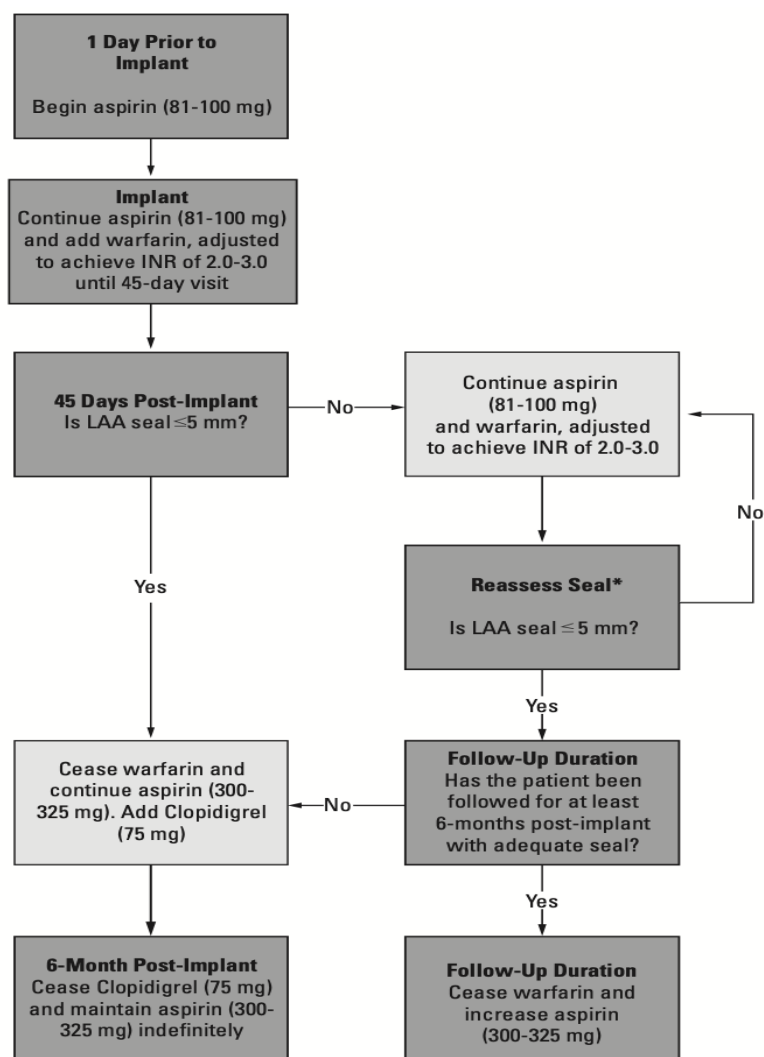 1 Day Prior to
Implant
Begin aspirin (81-100 mg)
Implant
Continue aspirin (81-100 mg)
and add warfarin, adjusted
to achieve INR of 2.0-3.0
until 45-day visit
45 Days Post-Implant
Is LAA seal ≤5 mm?
No
Continue aspirin
(81-100 mg)
and warfarin, adjusted
to achieve INR of 2.0-3.0
No
Reassess Seal*
Is LAA seal ≤ 5 mm?
Yes
Yes
Cease warfarin and
continue aspirin (300-
325 mg). Add Clopidigrel
(75 mg)
No
Follow-Up Duration
Has the patient been
followed for at least
6-months post-implant
with adequate seal?
Yes
6-Month Post-Implant
Cease Clopidigrel (75 mg)
and maintain aspirin (300-
325 mg) indefinitely
Follow-Up Duration
Cease warfarin and
increase aspirin
(300-325 mg)